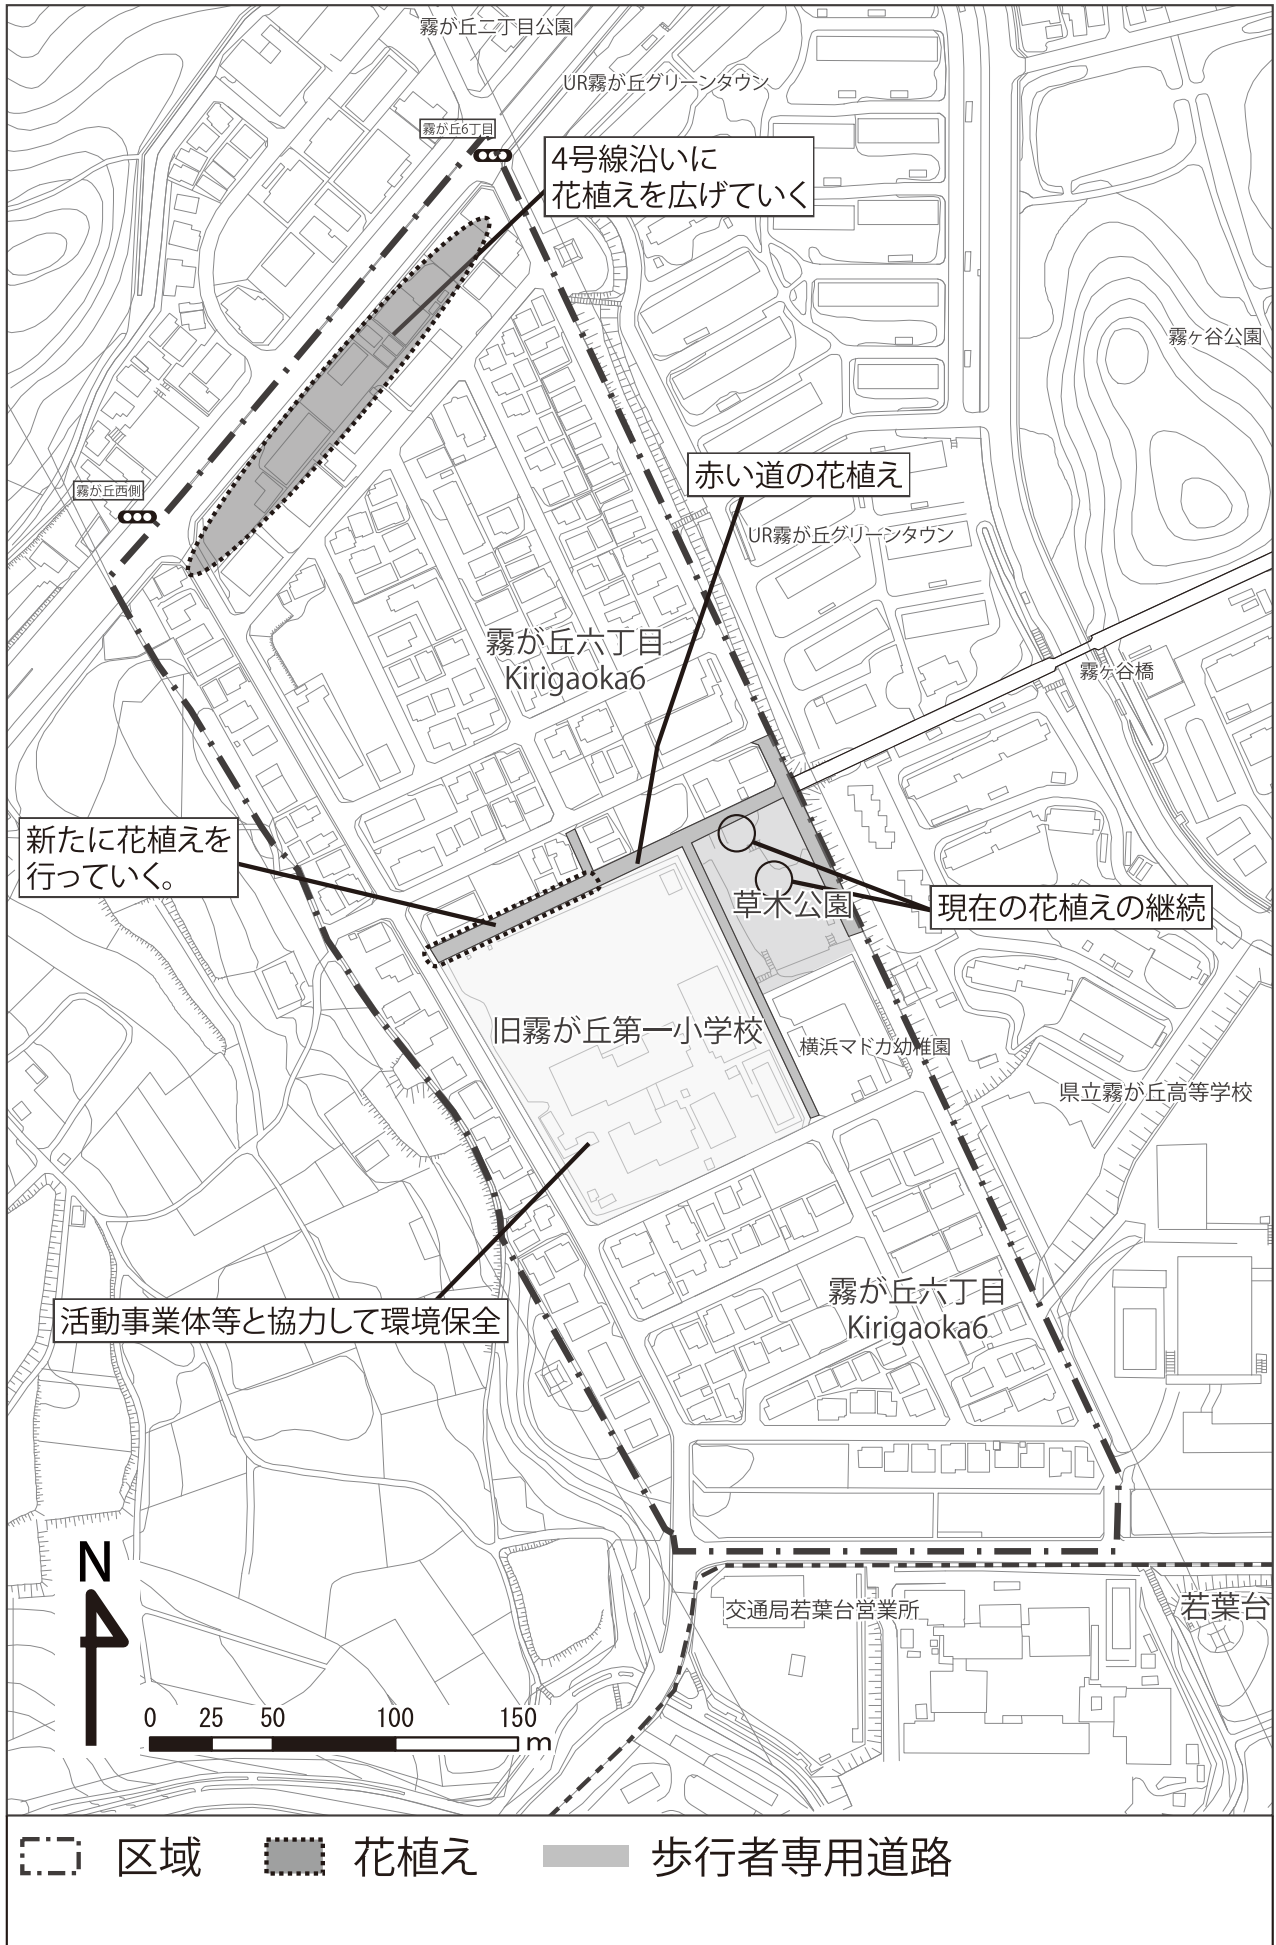 霧が丘二丁目公園
UR霧が丘グリーンタウン
霧が丘6丁目
4号線沿いに
花植えを広げていく
霧ヶ谷公園
赤い道の花植え
霧が丘西側
UR霧が丘グリーンタウン
霧が丘六丁目
Kirigaoka6
霧ヶ谷橋
新たに花植えを
行っていく。
草木公園
現在の花植えの継続
旧霧が丘第一小学校
横浜マドカ幼稚園
県立霧が丘高等学校
霧が丘六丁目
Kirigaoka6
活動事業体等と協力して環境保全
N
交通局若葉台営業所
若葉台
0 25 50 100 150
m
区域 花植え 歩行者専用道路